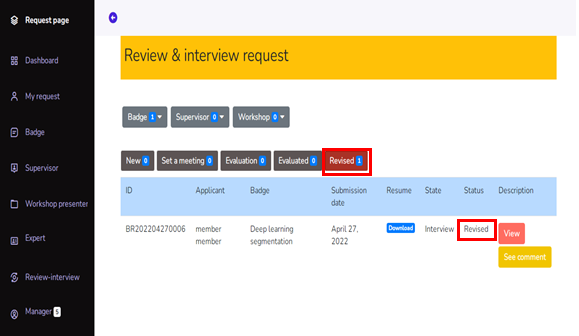 Request page
Dashboard
My request
Badge
Supervisor
Workshop presenter
Expert
Review-interview
Manager 5
Review & interview request
Badge 1 Supervisor 0 Workshop 0
New 0 Set a meeting 0 Evaluation 0 Evaluated 0 Revised 1
ID Applicant Badge Submission date Resume State Status Description
BR202204270006 member member Deep learning segmentation April 27, 2022 Download Interview Revised View
See comment